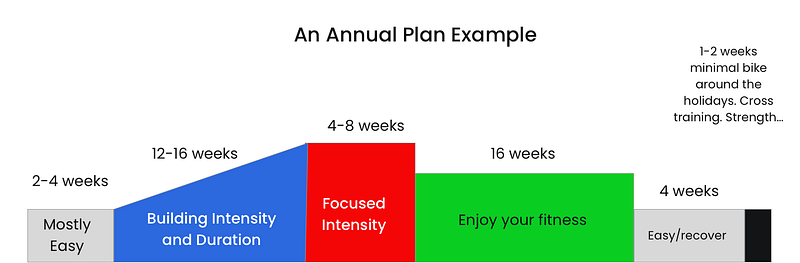 An Annual Plan Example
1-2 weeks
minimal bike
around the
holidays. Cross
training. Strength...
4-8 weeks
12-16 weeks
16 weeks
2-4 weeks
4 weeks
Mostly
Easy
Building Intensity
and Duration
Focused
Intensity
Enjoy your fitness
Easy/recover